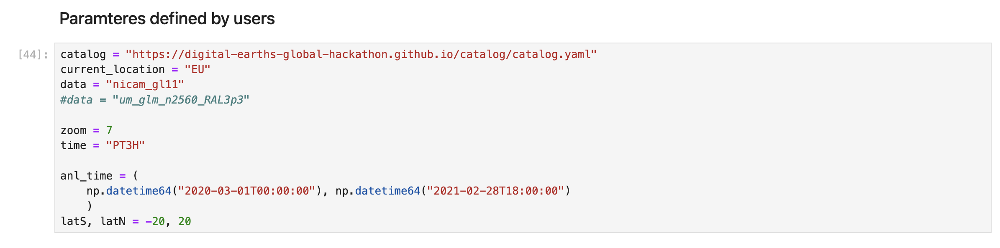 Paramteres defined by users
[44]:
catalog = "https://digital-earths-global-hackathon.github.io/catalog/catalog.yaml"
current_location = "EU"
data = "nicam_gl11"
#data = "um_glm_n2560_RAL3p3"
zoom = 7
time = "PT3H"
anl_time = (
    np.datetime64("2020-03-01T00:00:00"), np.datetime64("2021-02-28T18:00:00")
    )
latS, latN = -20, 20